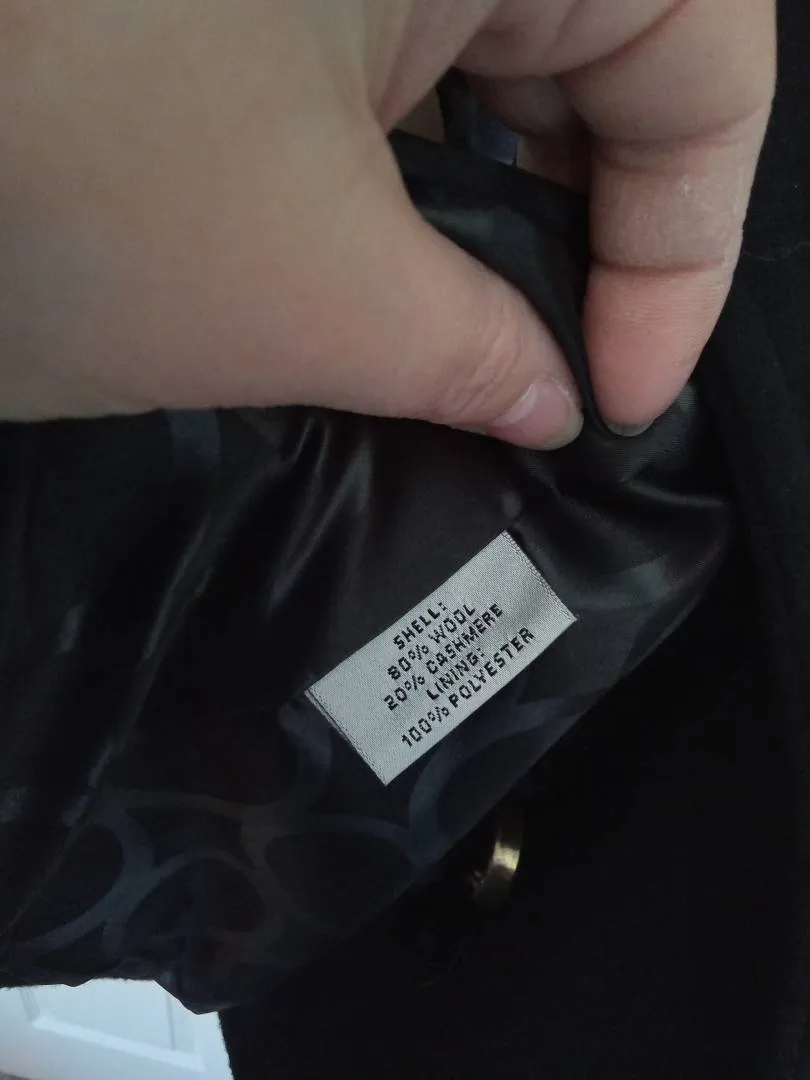 SHELL:
80% WOOL
20% CASHMERE
LINING:
100% POLYESTER